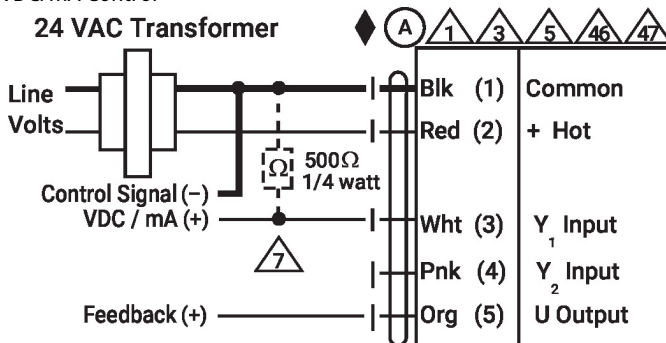 24 VAC Transformer
A 1 3 5 46 47
Line
Volts
Blk (1) Common
Red (2) + Hot
Ω 500Ω
1/4 watt
Control Signal (−)
VDC / mA (+)
7
Wht (3) Y1 Input
Pnk (4) Y2 Input
Feedback (+)
Org (5) U Output